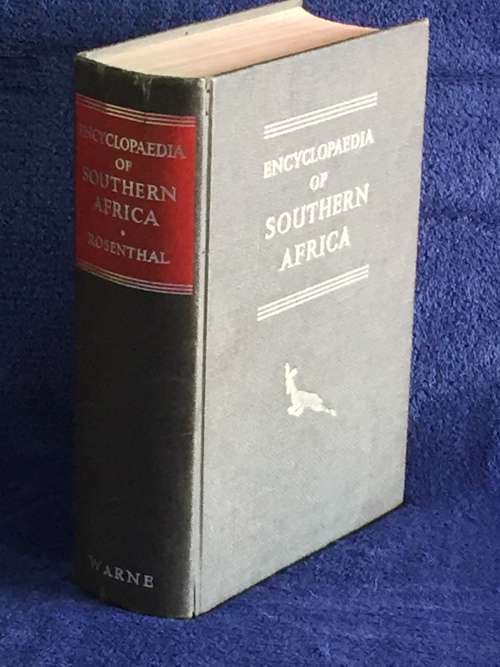 ENCYCLOPAEDIA
OF
SOUTHERN
AFRICA
ROSENTHAL
WARNE
ENCYCLOPAEDIA
OF
SOUTHERN
AFRICA